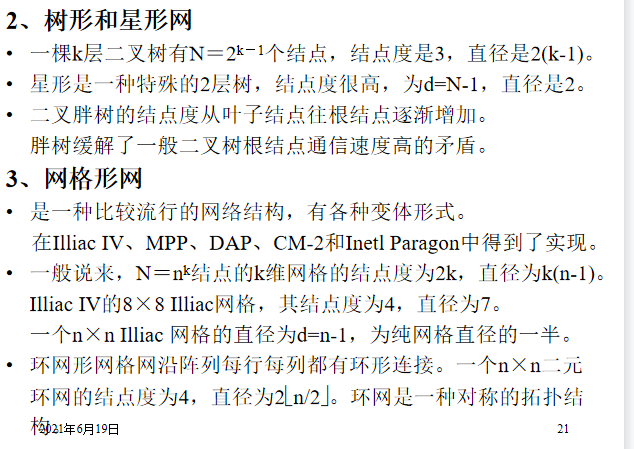 2、树形和星形网
• 一棵k层二叉树有N=2ᵏ⁻¹个结点，结点度是3，直径是2(k-1)。
• 星形是一种特殊的2层树，结点度很高，为d=N-1，直径是2。
• 二叉胖树的结点度从叶子结点往根结点逐渐增加。
胖树缓解了一般二叉树根结点通信速度高的矛盾。
3、网格形网
• 是一种比较流行的网络结构，有各种变体形式。
在Illiac IV、MPP、DAP、CM-2和Inetl Paragon中得到了实现。
• 一般说来，N=nᵏ结点的k维网格的结点度为2k，直径为k(n-1)。
Illiac IV的8×8 Illiac网格，其结点度为4，直径为7。
一个n×n Illiac 网格的直径为d=n-1，为纯网格直径的一半。
• 环网形网格网沿阵列每行每列都有环形连接。一个n×n二元
环网的结点度为4，直径为2⌊n/2⌋。环网是一种对称的拓扑结
构。
2021年6月19日
21